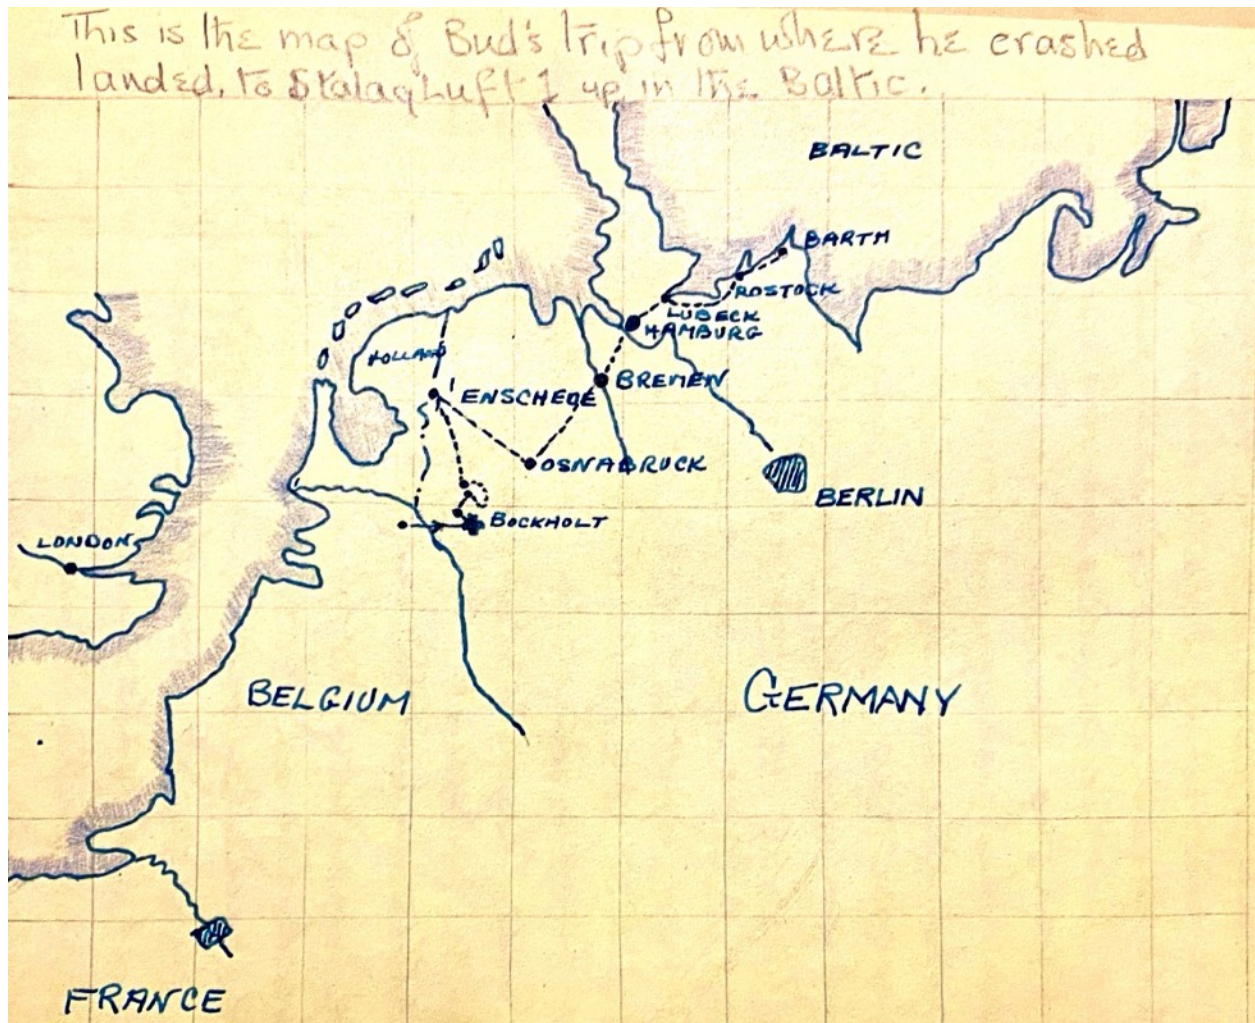 This is the map of Bud's trip from where he crashed
landed, to Stalag Luft 1 up in the Baltic.
BALTIC
BARTH
ROSTOCK
LUBECK
HAMBURG
HOLLAND
BREMEN
ENSCHEDE
OSNABRUCK
BERLIN
BOCKHOLT
LONDON
BELGIUM
GERMANY
FRANCE